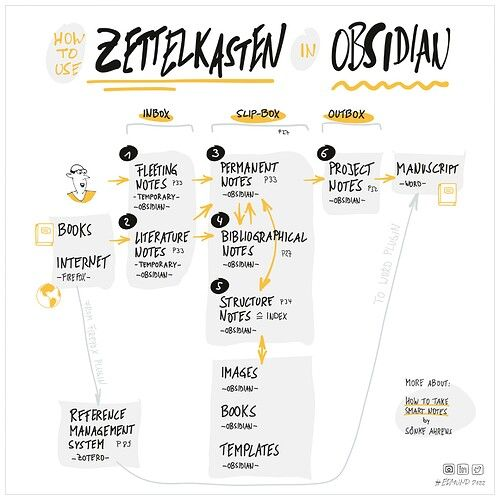 HOW TO USE ZETTELKASTEN IN OBSIDIAN
INBOX
SLIP-BOX
OUTBOX
P27
1
FLEETING
NOTES P33
-TEMPORARY-
-OBSIDIAN-
3
PERMANENT
NOTES P33
-OBSIDIAN-
6
PROJECT
NOTES P32
-OBSIDIAN-
MANUSCRIPT
-WORD-
BOOKS
INTERNET
-FIREFOX-
2
LITERATURE
NOTES P33
-TEMPORARY-
-OBSIDIAN-
4
BIBLIOGRAPHICAL
NOTES
-OBSIDIAN-
P27
5
STRUCTURE P34
NOTES ≙ INDEX
-OBSIDIAN-
FIREFOX PLUGIN
TO WORD PLUGIN
IMAGES
-OBSIDIAN-
BOOKS
-OBSIDIAN-
TEMPLATES
-OBSIDIAN-
REFERENCE
MANAGEMENT
SYSTEM
-ZOTERO-
MORE ABOUT:
HOW TO TAKE
SMART NOTES
by
SÖNKE AHRENS
in
#EDMUND 2022